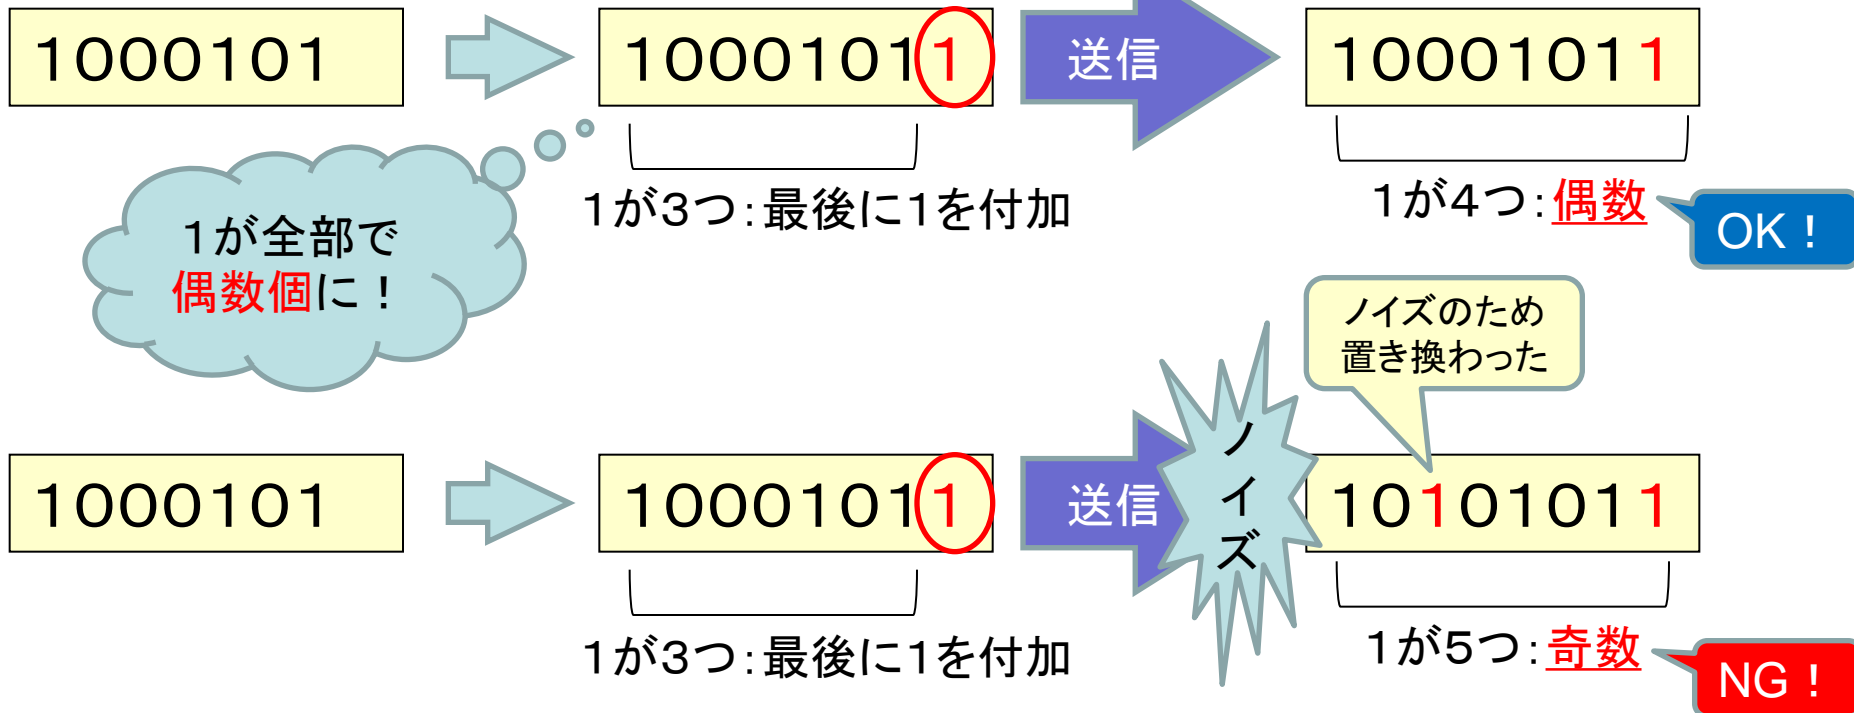 1000101
10001011
送信
10001011
1が3つ：最後に1を付加
1が4つ：偶数
OK！
1が全部で
偶数個に！
ノイズのため
置き換わった
1000101
10001011
送信
ノイズ
10101011
1が3つ：最後に1を付加
1が5つ：奇数
NG！